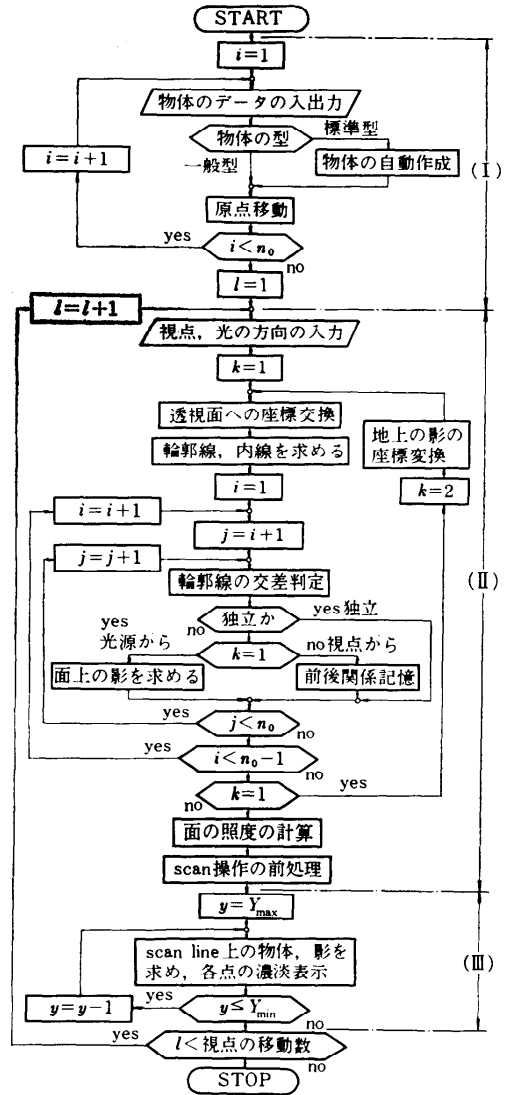 START
i=1
物体のデータの入出力
物体の型
標準型
i=i+1
一般型
物体の自動作成
(Ⅰ)
原点移動
yes
i<n₀
no
l=1
l=l+1
視点，光の方向の入力
k=1
透視面への座標交換
地上の影の
座標変換
輪郭線，内線を求める
i=1
k=2
i=i+1
j=i+1
j=j+1
輪郭線の交差判定
(Ⅱ)
独立か
yes独立
no
yes
光源から
k=1
no視点から
面上の影を求める
前後関係記憶
yes
j<n₀
no
yes
i<n₀−1
no
k=1
yes
no
面の照度の計算
scan操作の前処理
y=Ymax
scan line上の物体，影を
求め，各点の濃淡表示
(Ⅲ)
y=y−1
yes
y≤Ymin
no
yes
l<視点の移動数
no
STOP